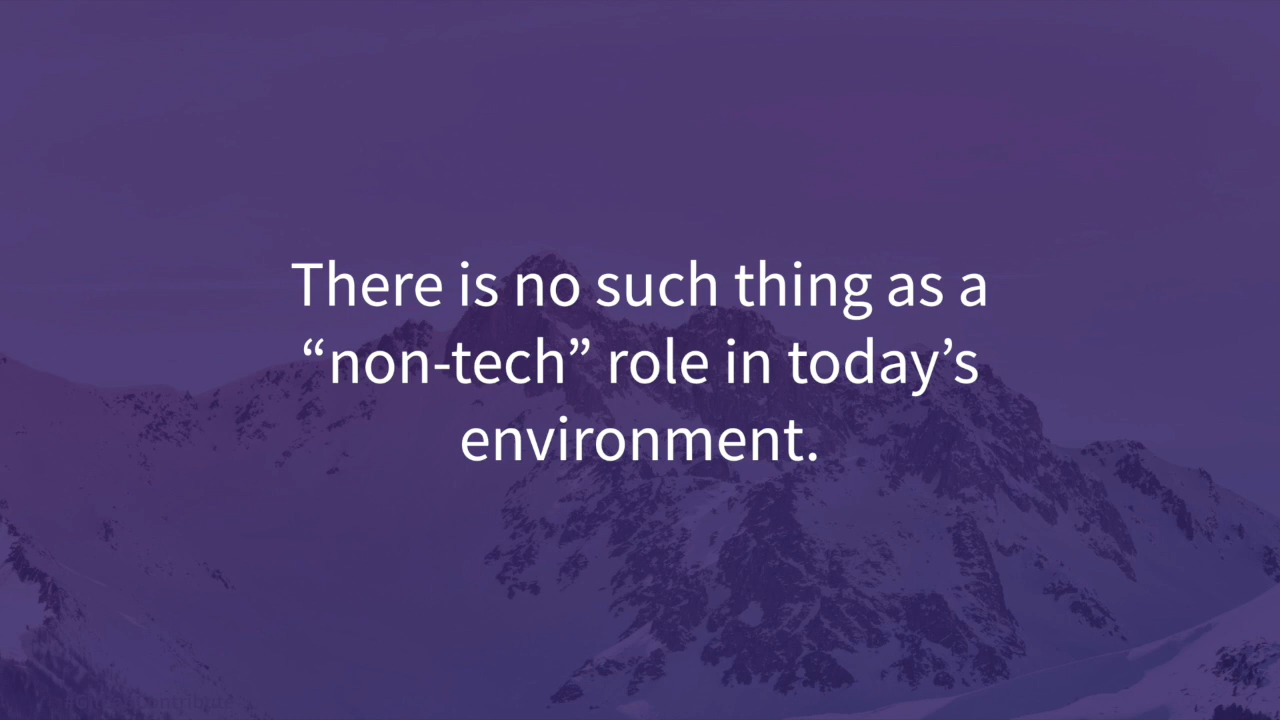 There is no such thing as a
“non-tech” role in today’s
environment.